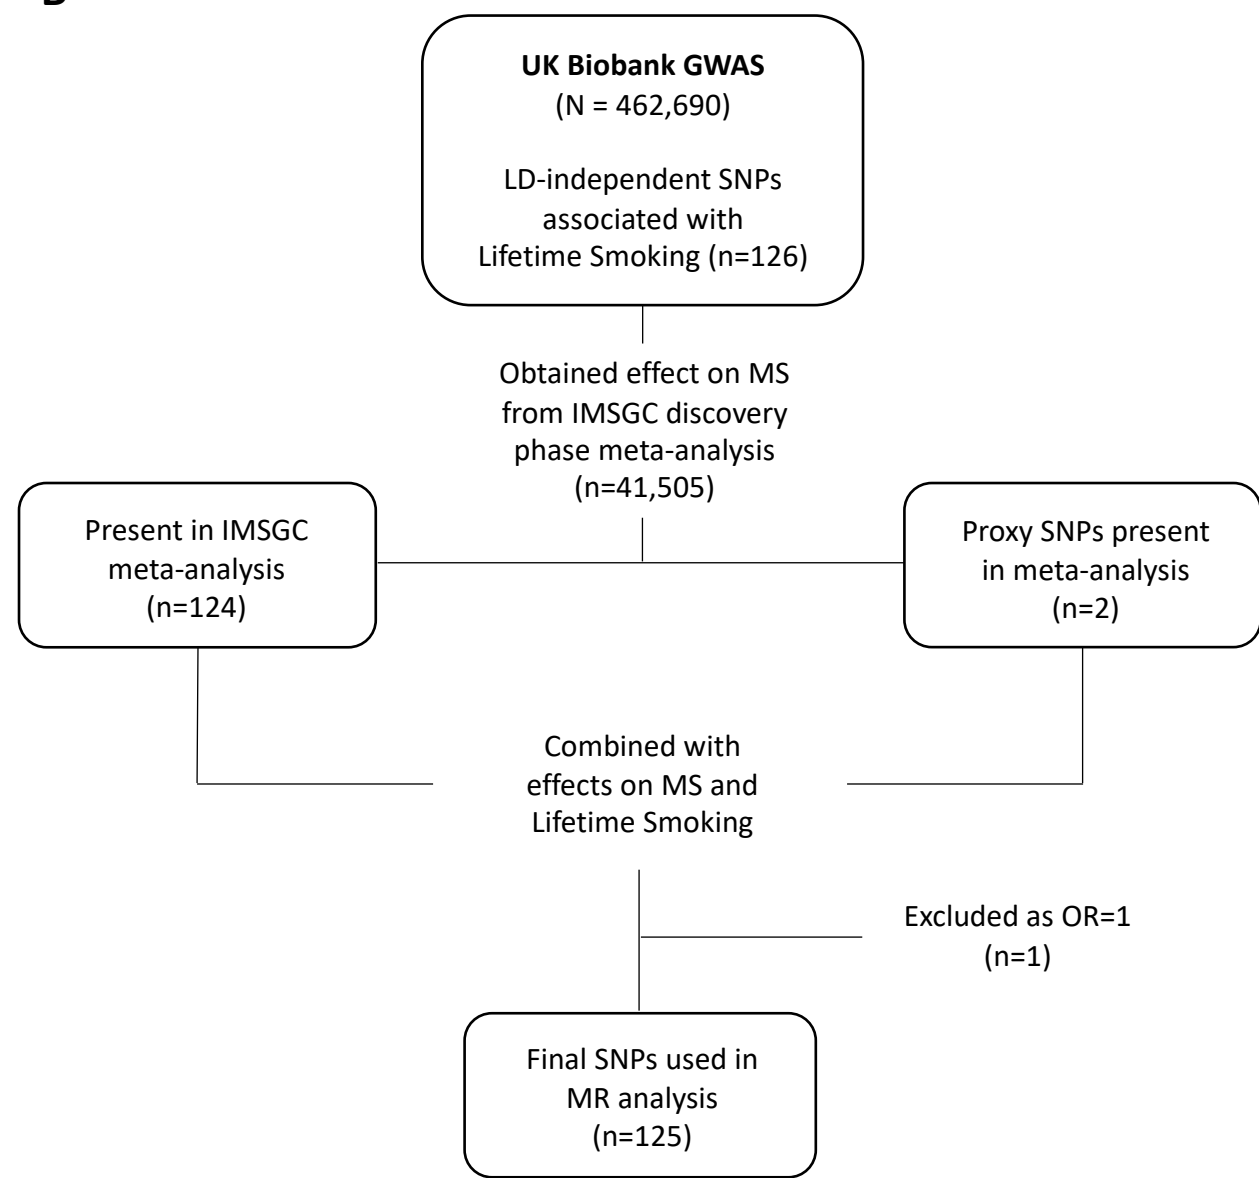 UK Biobank GWAS
(N = 462,690)
LD-independent SNPs
associated with
Lifetime Smoking (n=126)
Obtained effect on MS
from IMSGC discovery
phase meta-analysis
(n=41,505)
Present in IMSGC
meta-analysis
(n=124)
Proxy SNPs present
in meta-analysis
(n=2)
Combined with
effects on MS and
Lifetime Smoking
Excluded as OR=1
(n=1)
Final SNPs used in
MR analysis
(n=125)